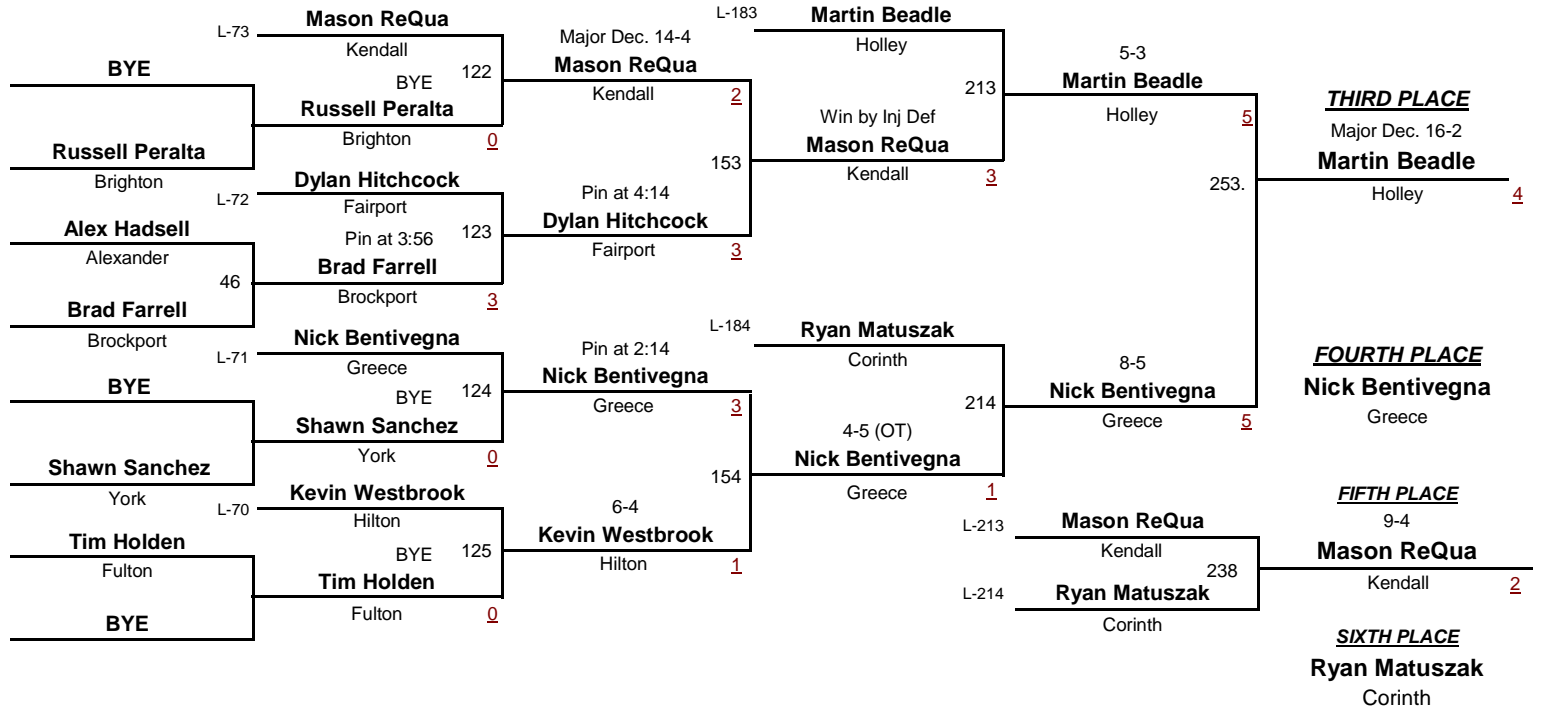 L-73
Mason ReQua
Kendall
BYE
BYE
122
Russell Peralta
Brighton
0
Russell Peralta
Brighton
L-72
Dylan Hitchcock
Fairport
Alex Hadsell
Alexander
Pin at 3:56
123
46
Brad Farrell
Brockport
3
Brad Farrell
Brockport
L-71
Nick Bentivegna
Greece
BYE
BYE
124
Shawn Sanchez
York
0
Shawn Sanchez
York
L-70
Kevin Westbrook
Hilton
Tim Holden
Fulton
BYE
125
Tim Holden
Fulton
0
BYE
Major Dec. 14-4
Mason ReQua
Kendall
2
153
Pin at 4:14
Dylan Hitchcock
Fairport
3
Pin at 2:14
Nick Bentivegna
Greece
3
154
6-4
Kevin Westbrook
Hilton
1
L-183
Martin Beadle
Holley
213
Win by Inj Def
Mason ReQua
Kendall
3
L-184
Ryan Matuszak
Corinth
214
4-5 (OT)
Nick Bentivegna
Greece
1
5-3
Martin Beadle
Holley
5
253.
8-5
Nick Bentivegna
Greece
5
THIRD PLACE
Major Dec. 16-2
Martin Beadle
Holley
4
FOURTH PLACE
Nick Bentivegna
Greece
L-213
Mason ReQua
Kendall
238
L-214
Ryan Matuszak
Corinth
FIFTH PLACE
9-4
Mason ReQua
Kendall
2
SIXTH PLACE
Ryan Matuszak
Corinth